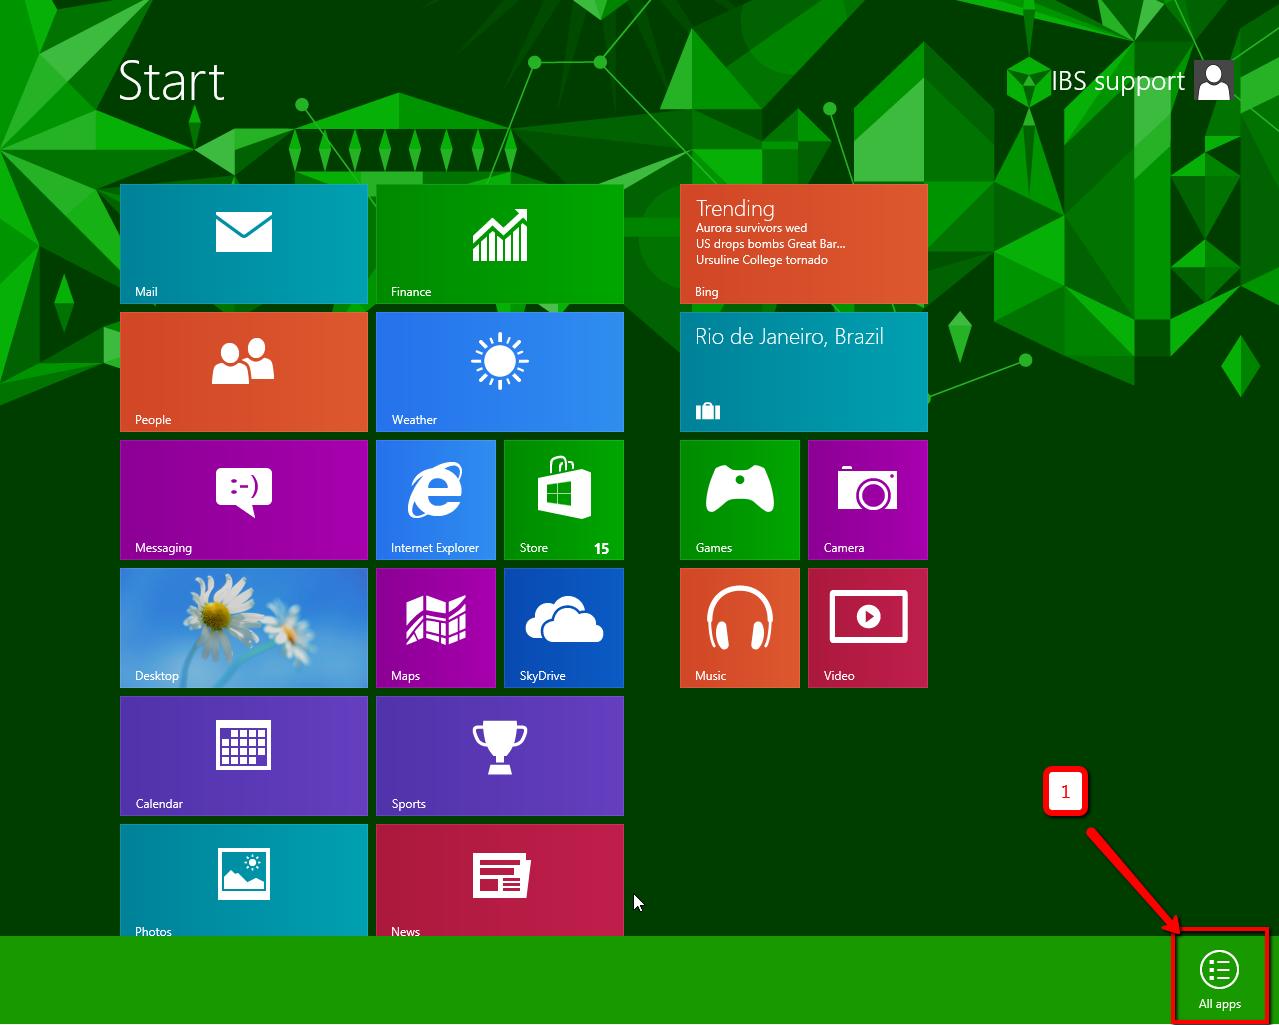 Start
IBS support
Mail
Finance
Trending
Aurora survivors wed
US drops bombs Great Bar...
Ursuline College tornado
Bing
People
Weather
Rio de Janeiro, Brazil
:-)
Messaging
Internet Explorer
Store
15
Games
Camera
Desktop
Maps
SkyDrive
Music
Video
Calendar
Sports
1
Photos
News
All apps